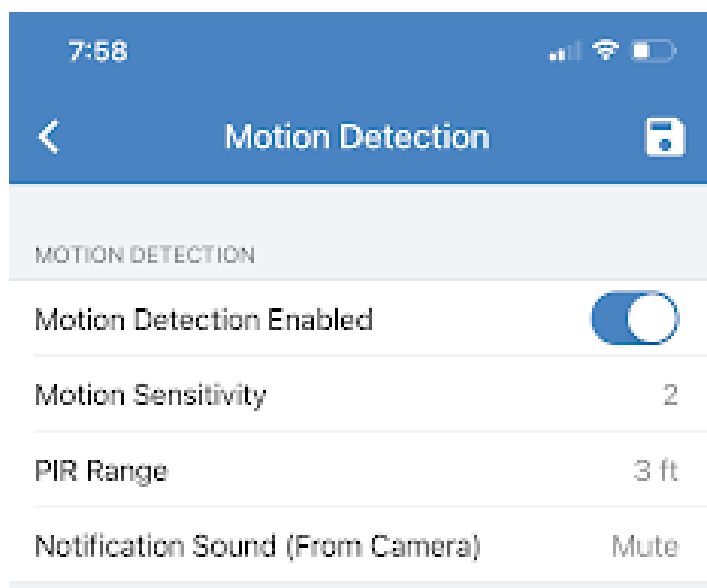 7:58
Motion Detection
MOTION DETECTION
Motion Detection Enabled
Motion Sensitivity 2
PIR Range 3 ft
Notification Sound (From Camera) Mute